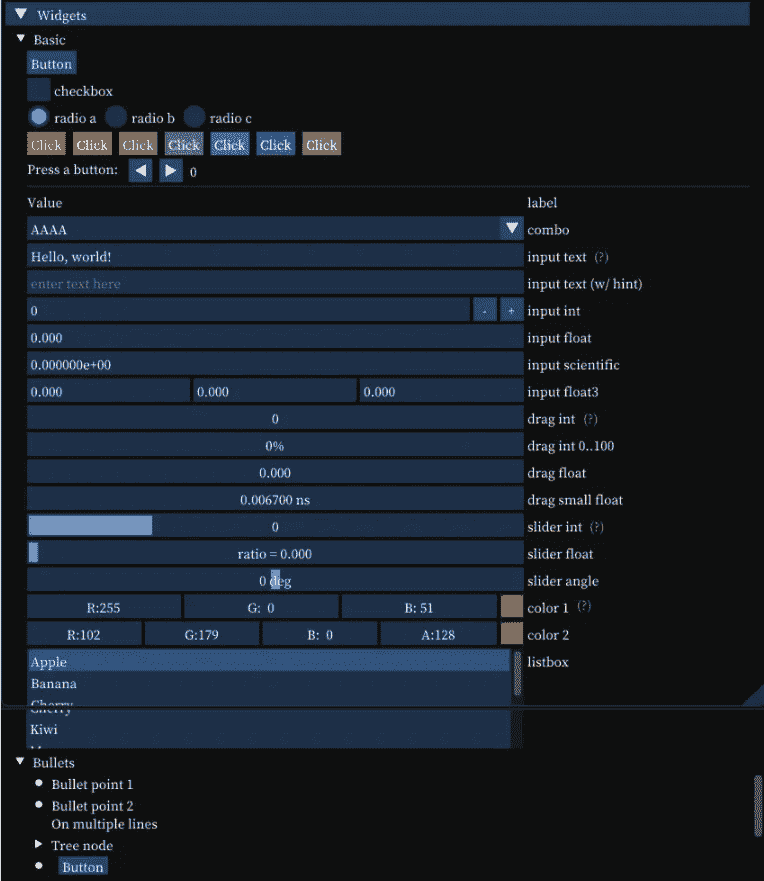 Widgets
Basic
Button
checkbox
radio a radio b radio c
Click Click Click Click Click Click Click
Press a button: 0
Value label
AAAA combo
Hello, world! input text (?)
enter text here input text (w/ hint)
0 - + input int
0.000 input float
0.000000e+00 input scientific
0.000 0.000 0.000 input float3
0 drag int (?)
0% drag int 0..100
0.000 drag float
0.006700 ns drag small float
0 slider int (?)
ratio = 0.000 slider float
0 deg slider angle
R:255 G: 0 B: 51 color 1 (?)
R:102 G:179 B: 0 A:128 color 2
Apple listbox
Banana
Cherry
Kiwi
Bullets
Bullet point 1
Bullet point 2
On multiple lines
Tree node
Button